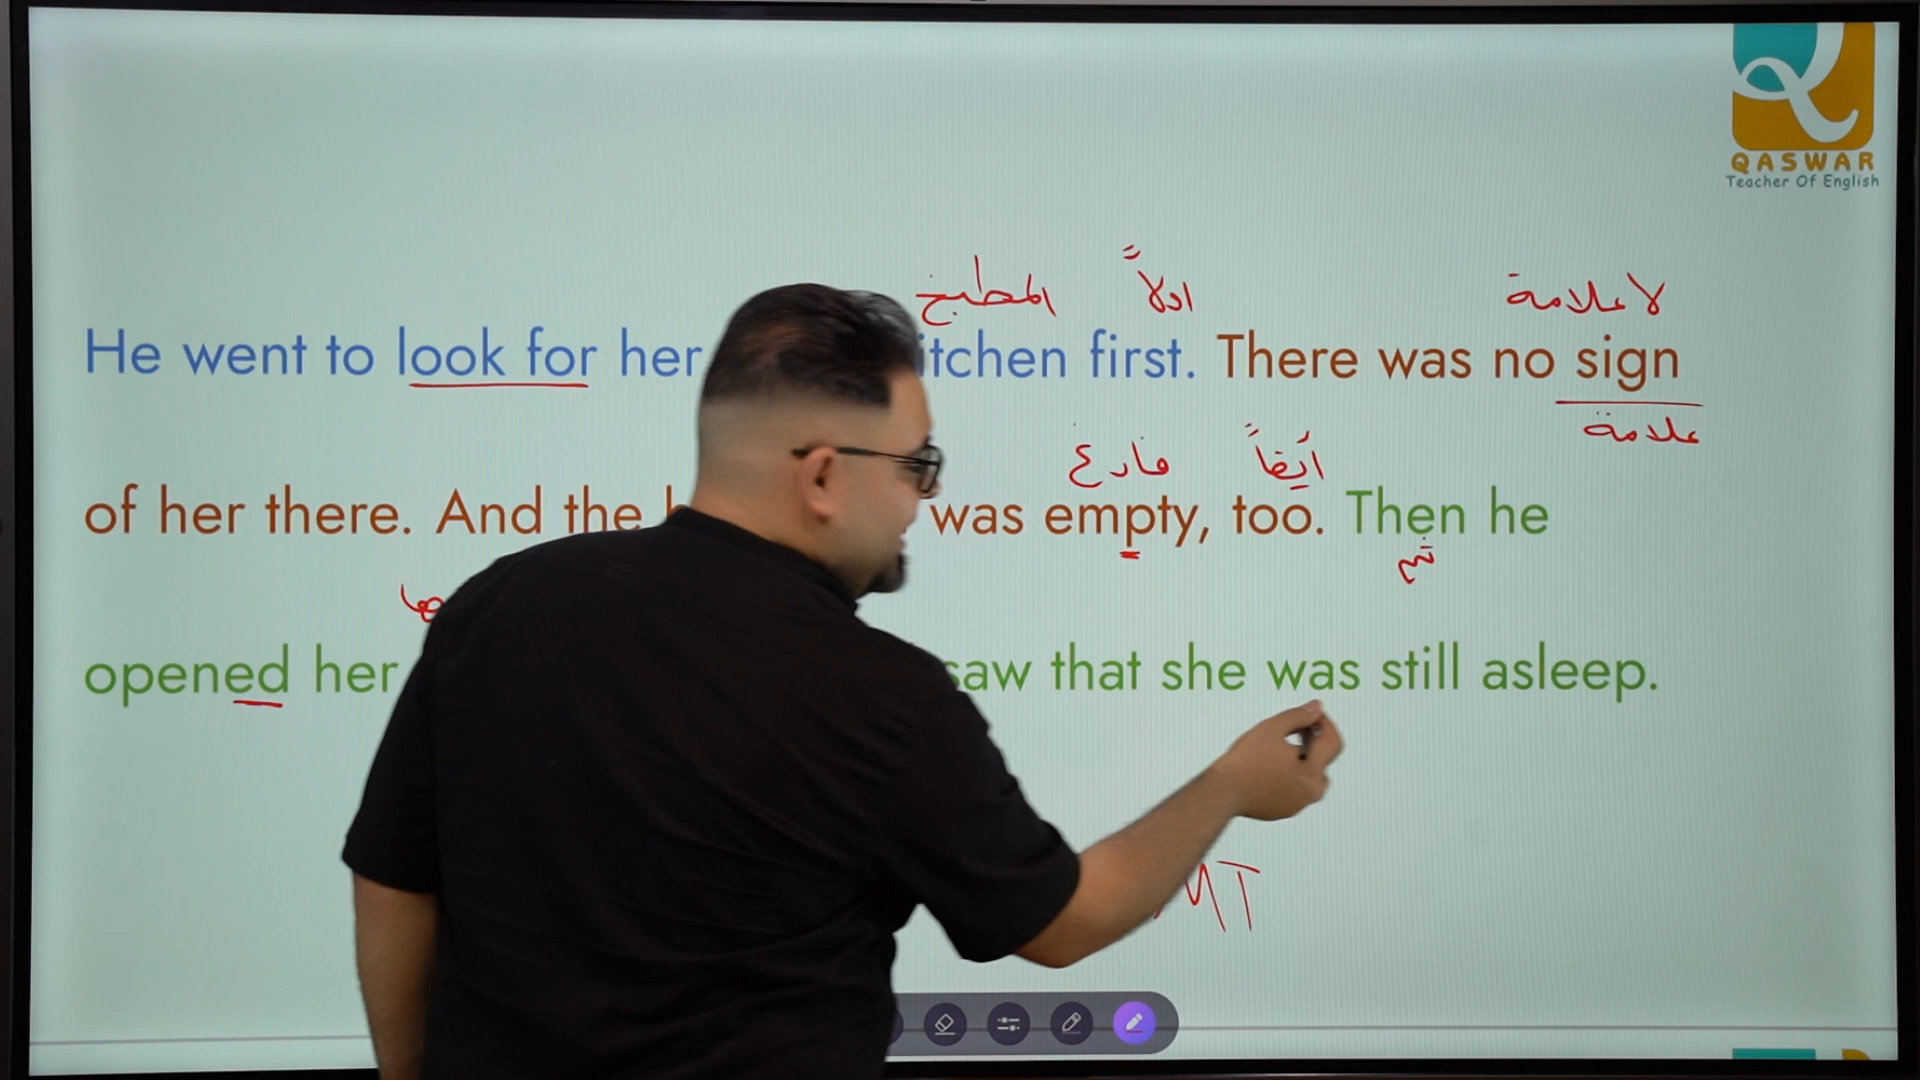 QASWAR
Teacher Of English
المطبخ اولاً لا علامة
He went to look for her itchen first. There was no sign
علامة
فارغ أيضاً
of her there. And the was empty, too. Then he
ثم
ها
opened her saw that she was still asleep.
MT